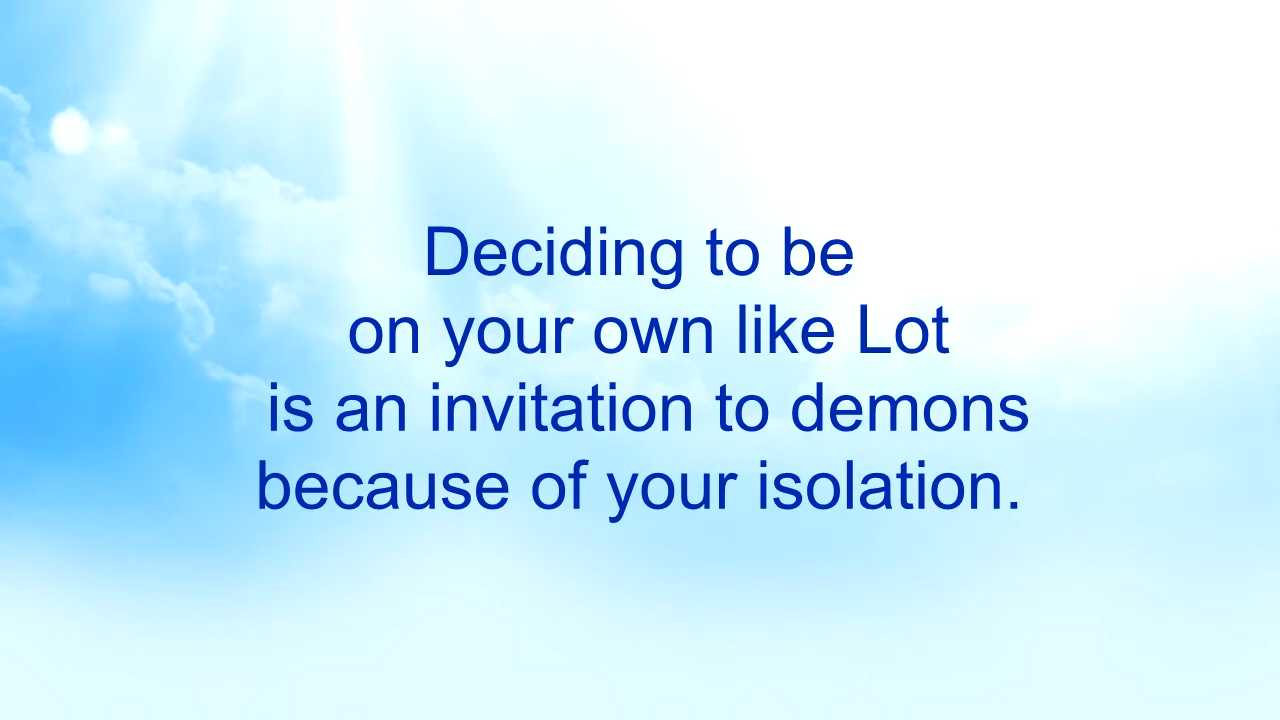 Deciding to be
on your own like Lot
is an invitation to demons
because of your isolation.